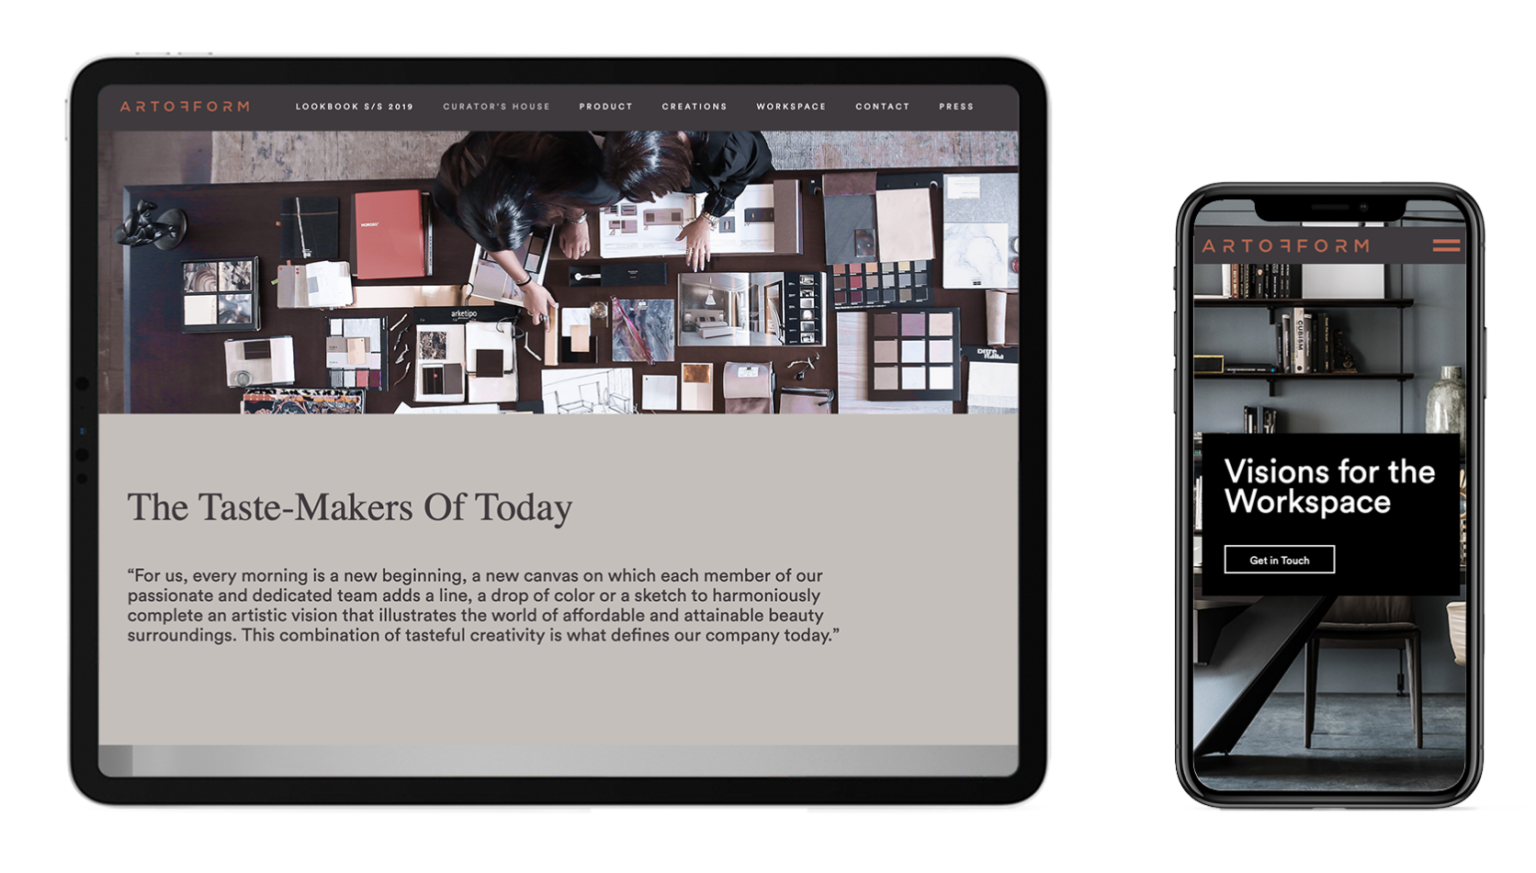 ARTOFFORM
LOOKBOOK S/S 2019 CURATOR'S HOUSE PRODUCT CREATIONS WORKSPACE CONTACT PRESS
arketipo
The Taste-Makers Of Today
“For us, every morning is a new beginning, a new canvas on which each member of our
passionate and dedicated team adds a line, a drop of color or a sketch to harmoniously
complete an artistic vision that illustrates the world of affordable and attainable beauty
surroundings. This combination of tasteful creativity is what defines our company today.”
ARTOFFORM
CUBISM
Visions for the
Workspace
Get in Touch